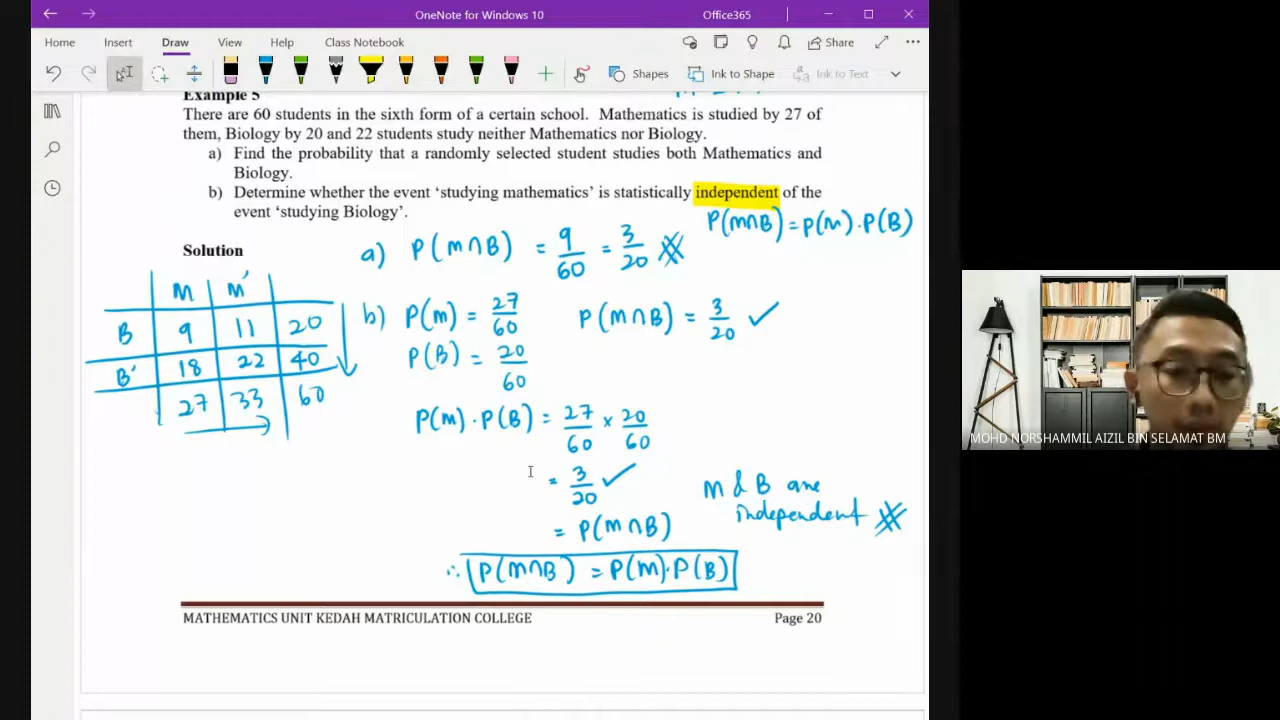 OneNote for Windows 10
Office365
Home Insert Draw View Help Class Notebook
Share
Shapes
Ink to Shape
Ink to Text
Example 5
There are 60 students in the sixth form of a certain school. Mathematics is studied by 27 of
them, Biology by 20 and 22 students study neither Mathematics nor Biology.
a) Find the probability that a randomly selected student studies both Mathematics and
Biology.
b) Determine whether the event ‘studying mathematics’ is statistically independent of the
event ‘studying Biology’.
P(M∩B) = P(M)·P(B)
Solution
a) P(M∩B) = 9/60 = 3/20
M M'
B 9 11 20
B' 18 22 40
27 33 60
b) P(M) = 27/60
P(M∩B) = 3/20 ✓
P(B) = 20/60
P(M)·P(B) = 27/60 × 20/60
= 3/20 ✓
= P(M∩B)
∴ P(M∩B) = P(M)·P(B)
M & B are
independent
MATHEMATICS UNIT KEDAH MATRICULATION COLLEGE
Page 20
MOHD NORSHAMMIL AIZIL BIN SELAMAT BM